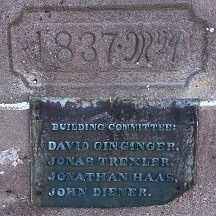 1837
BUILDING COMMITTEE:
DAVID GINGINGER,
JONAS TREXLER,
JONATHAN HAAS,
JOHN DIENER.